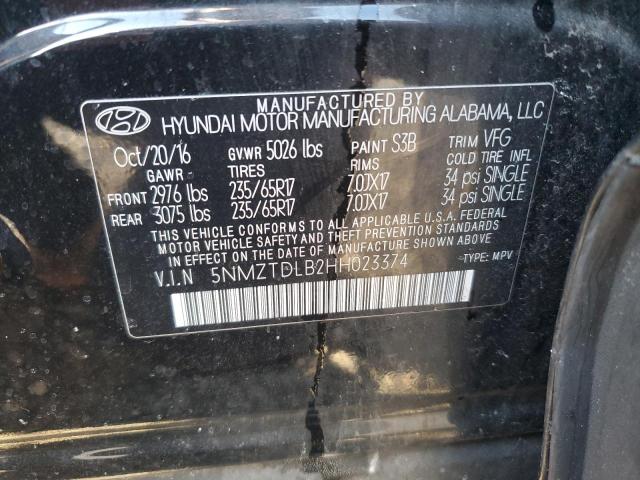 MANUFACTURED BY
HYUNDAI MOTOR MANUFACTURING ALABAMA, LLC
Oct/20/16 GVWR 5026 lbs PAINT S3B TRIM VFG
GAWR TIRES RIMS COLD TIRE INFL
FRONT 2976 lbs 235/65R17 7.0JX17 34 psi SINGLE
REAR 3075 lbs 235/65R17 7.0JX17 34 psi SINGLE
THIS VEHICLE CONFORMS TO ALL APPLICABLE U.S.A. FEDERAL
MOTOR VEHICLE SAFETY AND THEFT PREVENTION STANDARDS
IN EFFECT ON THE DATE OF MANUFACTURE SHOWN ABOVE.
V.I.N 5NMZTDLB2HH023374 TYPE: MPV